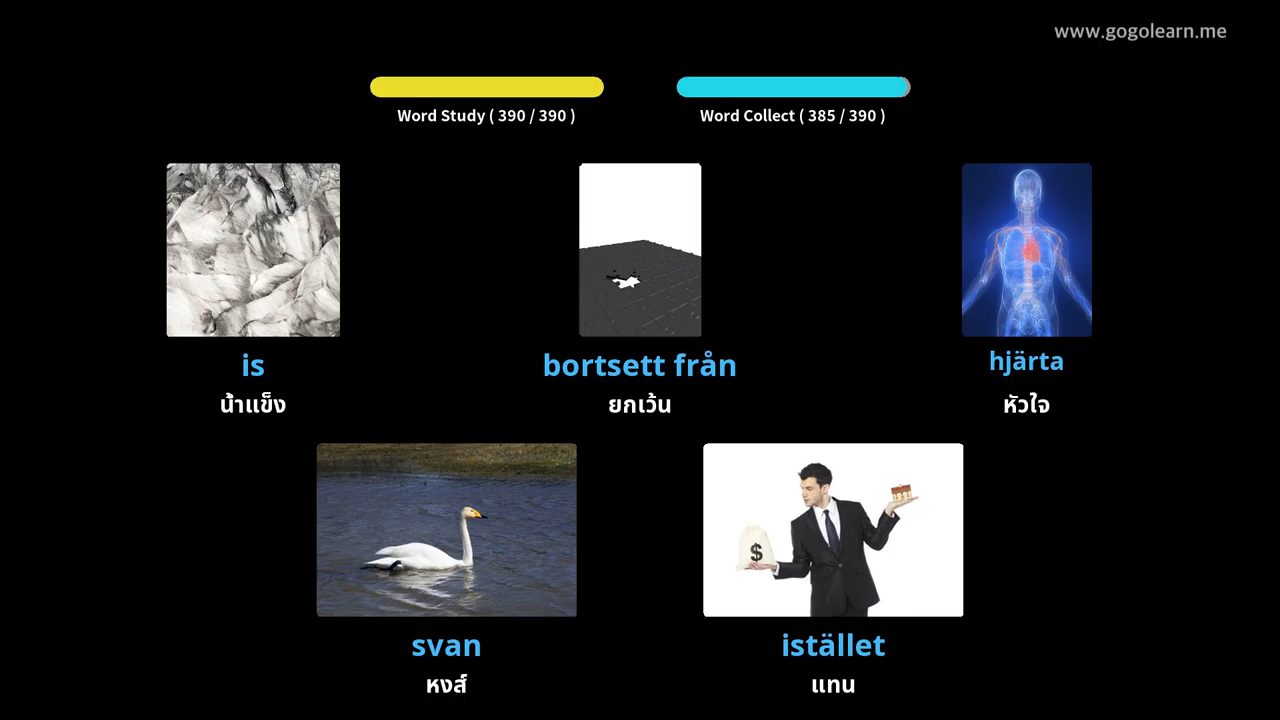 www.gogolearn.me
Word Study ( 390 / 390 )
Word Collect ( 385 / 390 )
is
น้ำแข็ง
bortsett från
ยกเว้น
hjärta
หัวใจ
$
svan
หงส์
istället
แทน